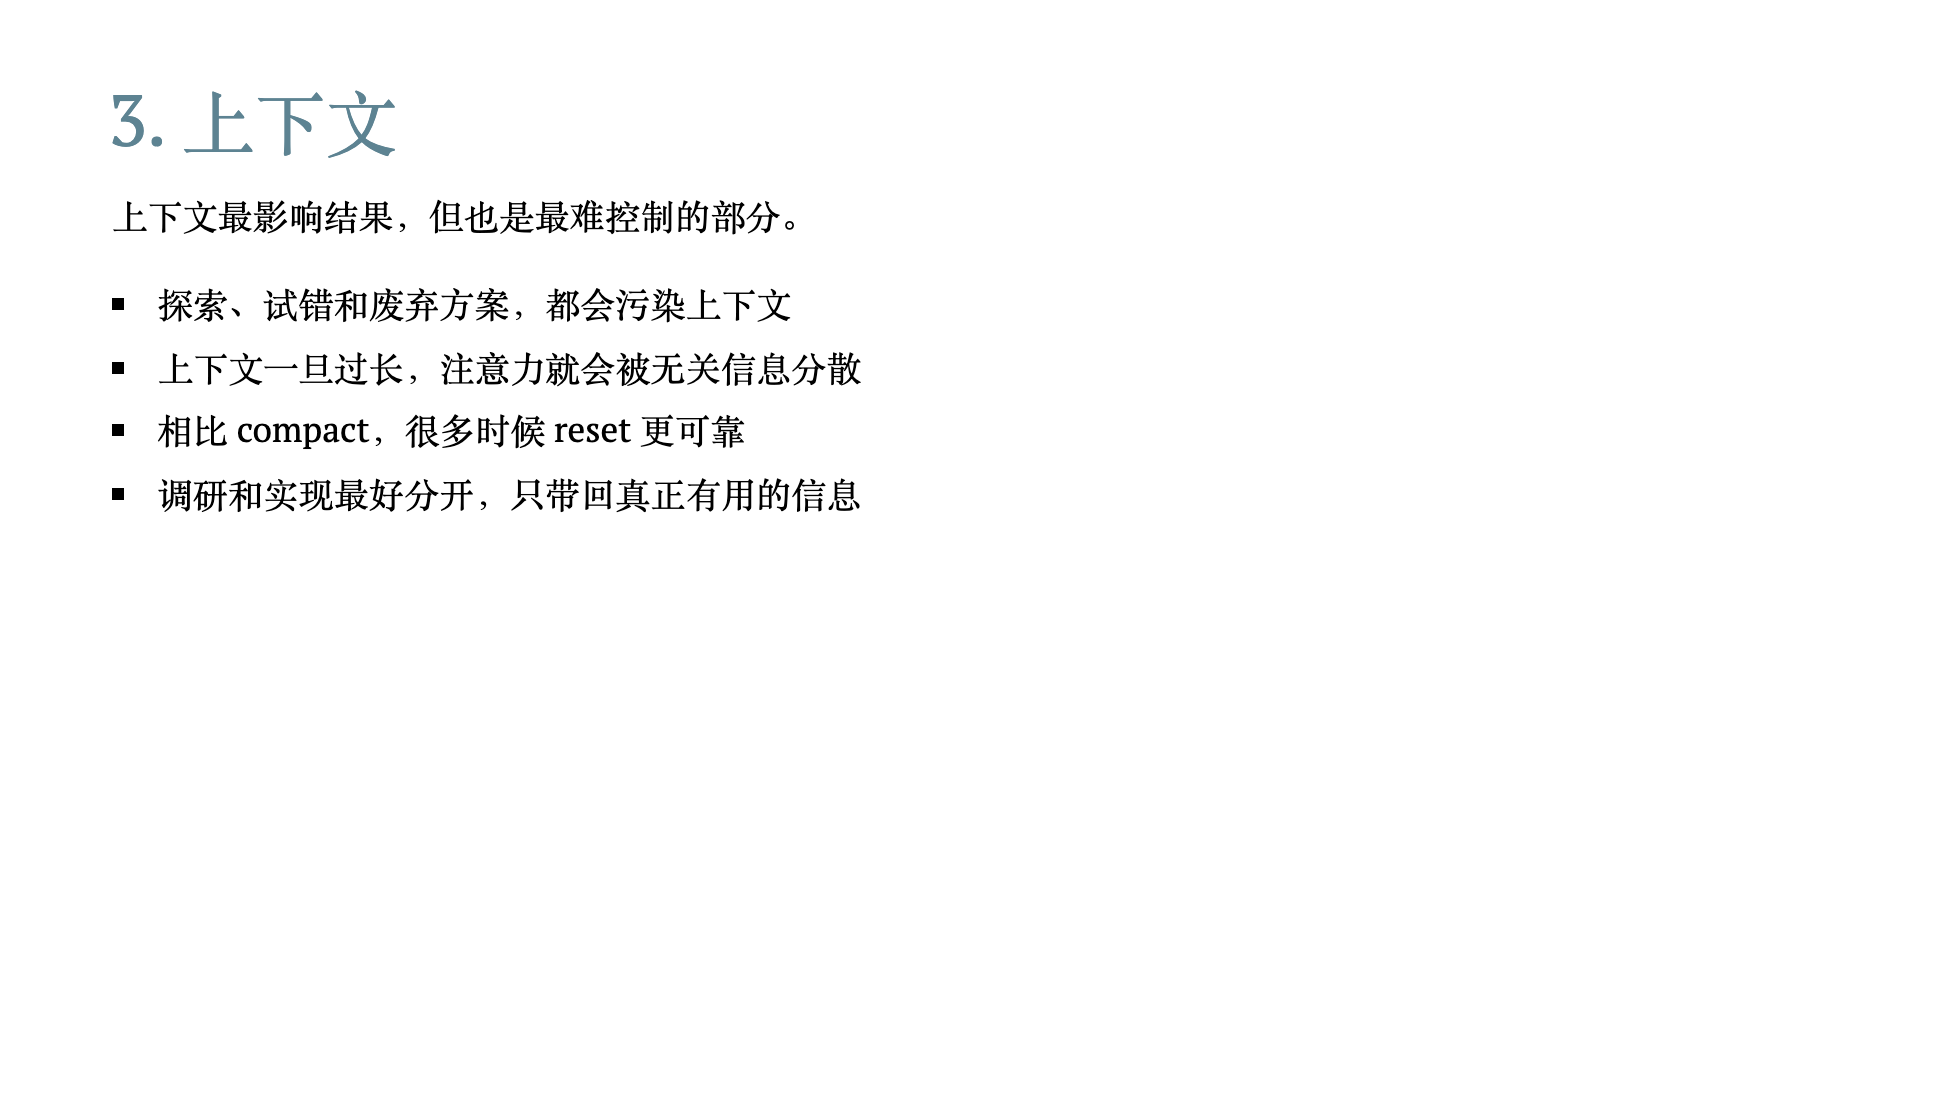 3. 上下文
上下文最影响结果，但也是最难控制的部分。
▪ 探索、试错和废弃方案，都会污染上下文
▪ 上下文一旦过长，注意力就会被无关信息分散
▪ 相比 compact，很多时候 reset 更可靠
▪ 调研和实现最好分开，只带回真正有用的信息